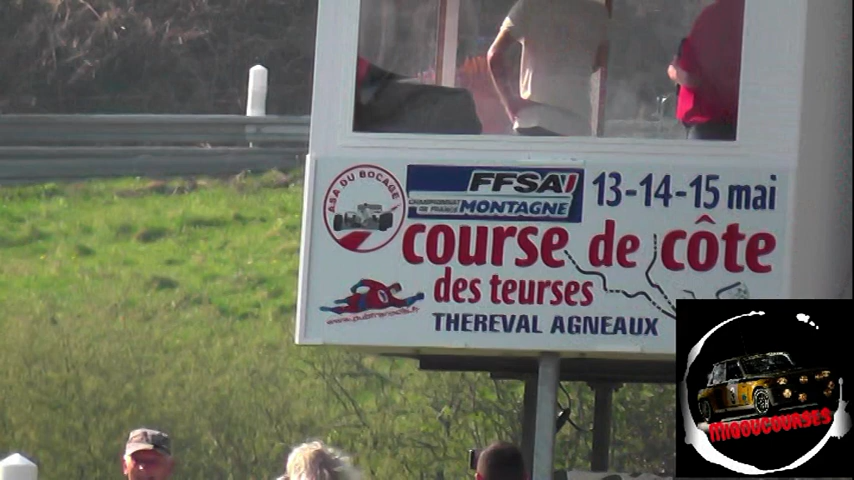 ASA DU BOCAGE
FFSA
CHAMPIONNAT DE FRANCE
MONTAGNE
13-14-15 mai
course de côte
des teurses
THEREVAL AGNEAUX
MIQOUCOURSES